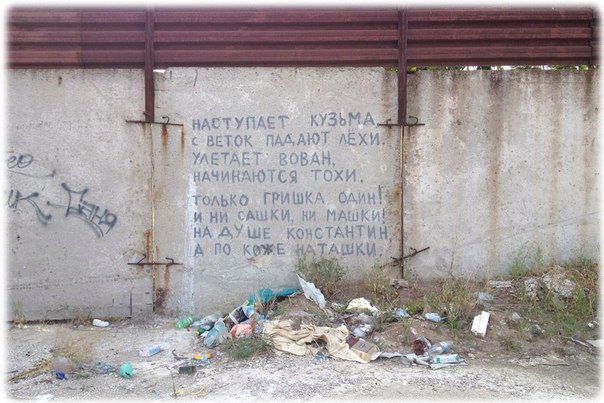 НАСТУПАЕТ КУЗЬМА,
С ВЕТОК ПАДАЮТ ЛЁХИ.
УЛЕТАЕТ ВОВАН,
НАЧИНАЮТСЯ ТОХИ.
ТОЛЬКО ГРИШКА ОДИН!
И НИ САШКИ, НИ МАШКИ!
НА ДУШЕ КОНСТАНТИН,
А ПО КОЖЕ НАТАШКИ.